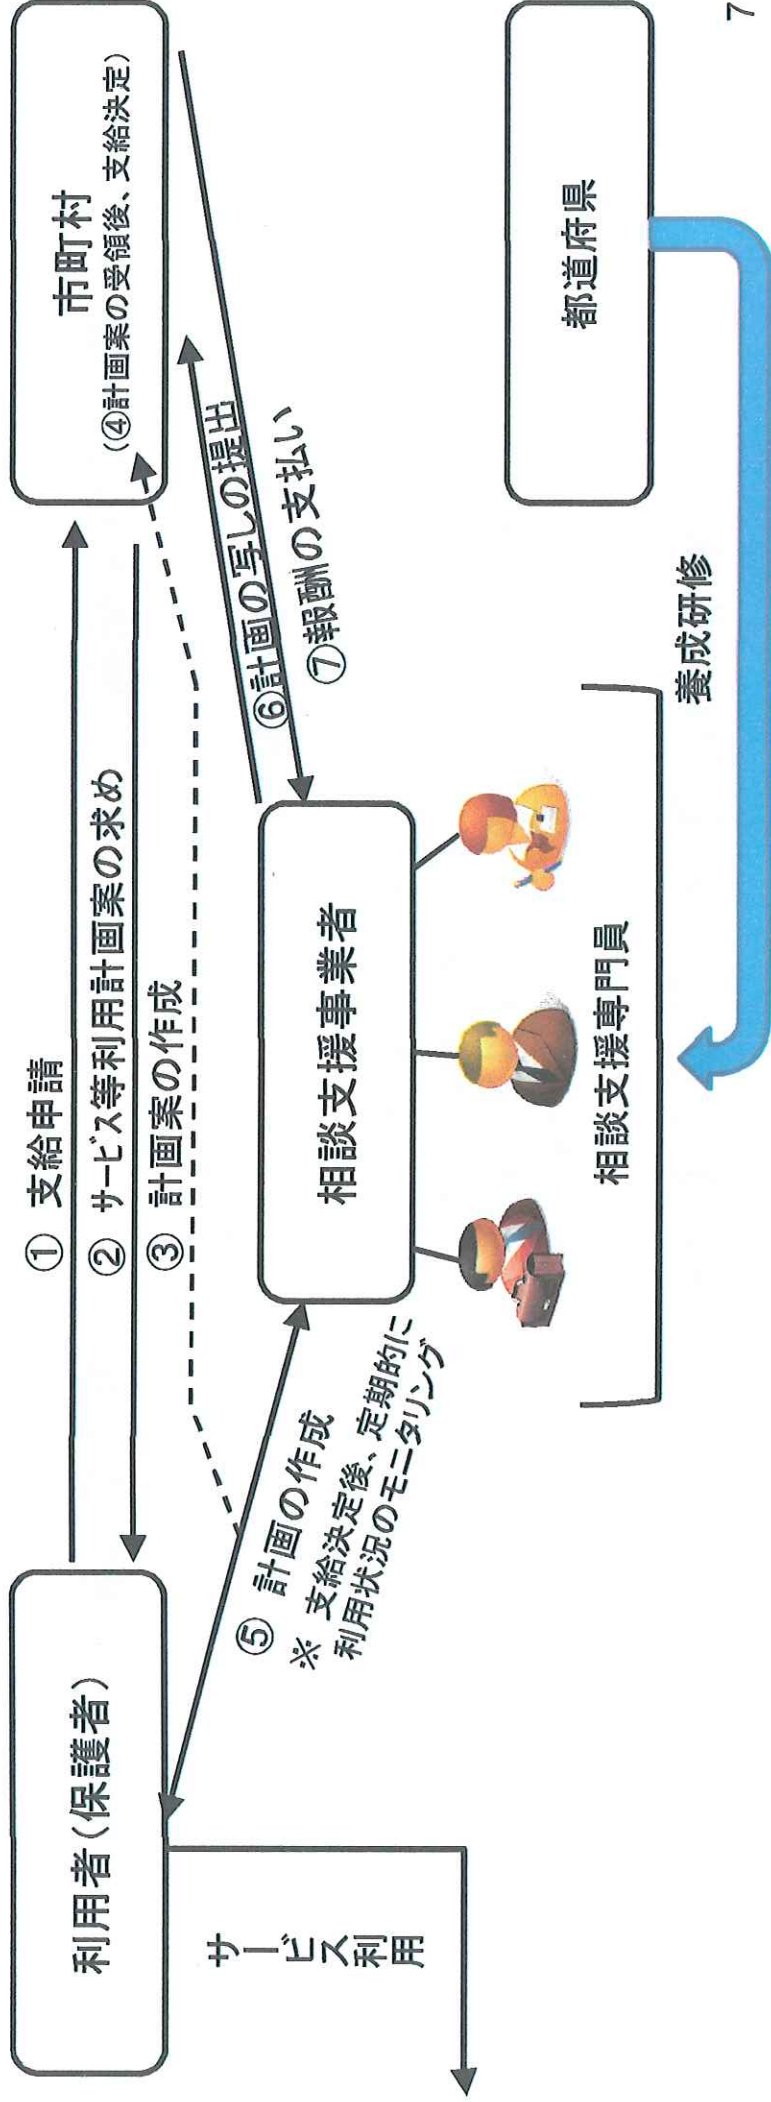 利用者(保護者)
① 支給申請
② サービス等利用計画案の求め
③ 計画案の作成
市町村
(④計画案の受領後、支給決定)
⑤ 計画の作成
※ 支給決定後、定期的に
利用状況のモニタリング
⑥計画の写しの提出
⑦報酬の支払い
相談支援事業者
サービス利用
相談支援専門員
養成研修
都道府県
7